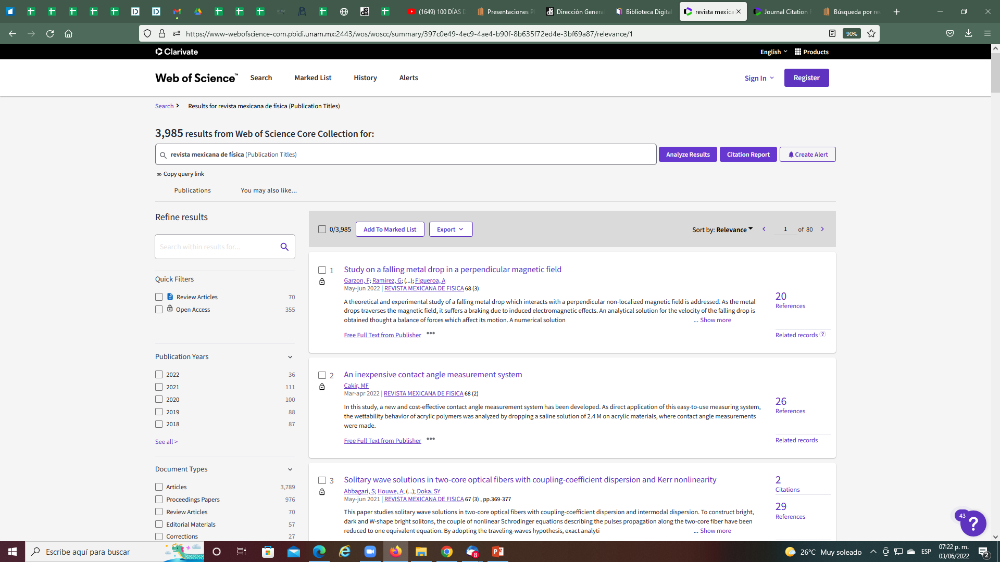 (1649) 100 DÍAS D
Presentaciones P
Dirección Genera
Biblioteca Digital
revista mexica
Journal Citation
Búsqueda por re
https://www-webofscience-com.pbidi.unam.mx:2443/wos/woscc/summary/397c0e49-4ec9-4ae4-b90f-8b635f72ed4e-3bf69a87/relevance/1
90%
Clarivate
English
Products
Web of Science™
Search
Marked List
History
Alerts
Sign In
Register
Search > Results for revista mexicana de física (Publication Titles)
3,985 results from Web of Science Core Collection for:
revista mexicana de física (Publication Titles)
Analyze Results
Citation Report
Create Alert
Copy query link
Publications
You may also like...
Refine results
Search within results for...
Quick Filters
Review Articles 70
Open Access 355
Publication Years
2022 36
2021 111
2020 100
2019 88
2018 87
See all >
Document Types
Articles 3,789
Proceedings Papers 976
Review Articles 70
Editorial Materials 57
Corrections 27
0/3,985
Add To Marked List
Export
Sort by: Relevance
1 of 80
1 Study on a falling metal drop in a perpendicular magnetic field
Garzon, F; Ramirez, G; (...); Figueroa, A
May-jun 2022 | REVISTA MEXICANA DE FISICA 68 (3)
A theoretical and experimental study of a falling metal drop which interacts with a perpendicular non-localized magnetic field is addressed. As the metal
drops traverses the magnetic field, it suffers a braking due to induced electromagnetic effects. An analytical solution for the velocity of the falling drop is
obtained thought a balance of forces which affect its motion. A numerical solution ... Show more
Free Full Text from Publisher •••
20
References
Related records ?
2 An inexpensive contact angle measurement system
Cakir, MF
Mar-apr 2022 | REVISTA MEXICANA DE FISICA 68 (2)
In this study, a new and cost-effective contact angle measurement system has been developed. As direct application of this easy-to-use measuring system,
the wettability behavior of acrylic polymers was analyzed by dropping a saline solution of 2.4 M on acrylic materials, where contact angle measurements
were made.
Free Full Text from Publisher •••
26
References
Related records
3 Solitary wave solutions in two-core optical fibers with coupling-coefficient dispersion and Kerr nonlinearity
Abbagari, S; Houwe, A; (...); Doka, SY
May-jun 2021 | REVISTA MEXICANA DE FISICA 67 (3) , pp.369-377
This paper studies solitary wave solutions in two-core optical fibers with coupling-coefficient dispersion and intermodal dispersion. To construct bright,
dark and W-shape bright solitons, the couple of nonlinear Schrodinger equations describing the pulses propagation along the two-core fiber have been
reduced to one equivalent equation. By adopting the traveling-waves hypothesis, exact analyti ... Show more
2
Citations
29
References
43
?
Escribe aquí para buscar
8
26°C Muy soleado
ESP
07:22 p. m.
03/06/2022
2